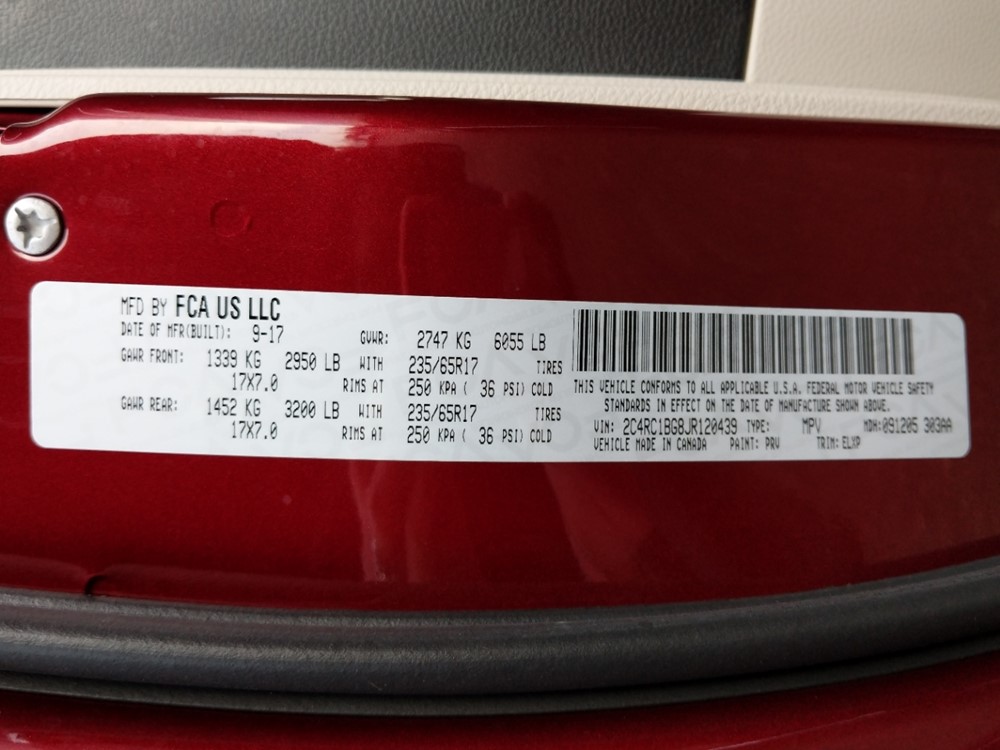 MFD BY FCA US LLC
DATE OF MFR(BUILT): 9-17 GVWR: 2747 KG 6055 LB
GAWR FRONT: 1339 KG 2950 LB WITH 235/65R17 TIRES
17X7.0 RIMS AT 250 KPA ( 36 PSI) COLD
GAWR REAR: 1452 KG 3200 LB WITH 235/65R17 TIRES
17X7.0 RIMS AT 250 KPA ( 36 PSI) COLD
THIS VEHICLE CONFORMS TO ALL APPLICABLE U.S.A. FEDERAL MOTOR VEHICLE SAFETY
STANDARDS IN EFFECT ON THE DATE OF MANUFACTURE SHOWN ABOVE.
VIN: 2C4RC1BG8JR120439 TYPE: MPV MDH:091205 303AA
VEHICLE MADE IN CANADA PAINT: PRV TRIM: ELXP